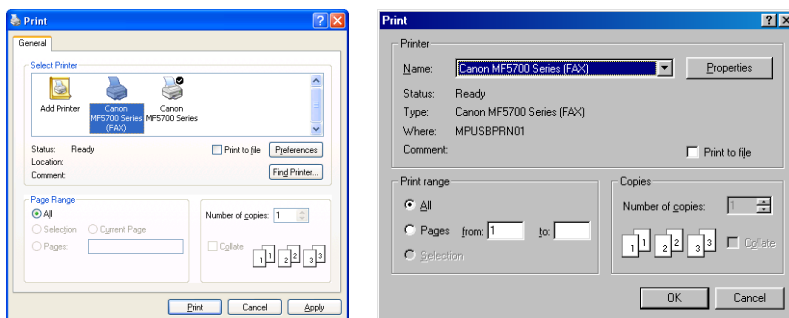 Print
General
Select Printer
Add Printer
Canon MF5700 Series (FAX)
Canon MF5700 Series
Status: Ready
Location:
Comment:
Print to file
Preferences
Find Printer...
Page Range
All
Selection
Current Page
Pages:
Number of copies: 1
Collate
1 1 2 2 3 3
Print
Cancel
Apply
Print
Printer
Name: Canon MF5700 Series (FAX)
Properties
Status: Ready
Type: Canon MF5700 Series (FAX)
Where: MPUSBPRN01
Comment:
Print to file
Print range
All
Pages from: 1 to:
Selection
Copies
Number of copies: 1
1 1 2 2 3 3
Collate
OK
Cancel